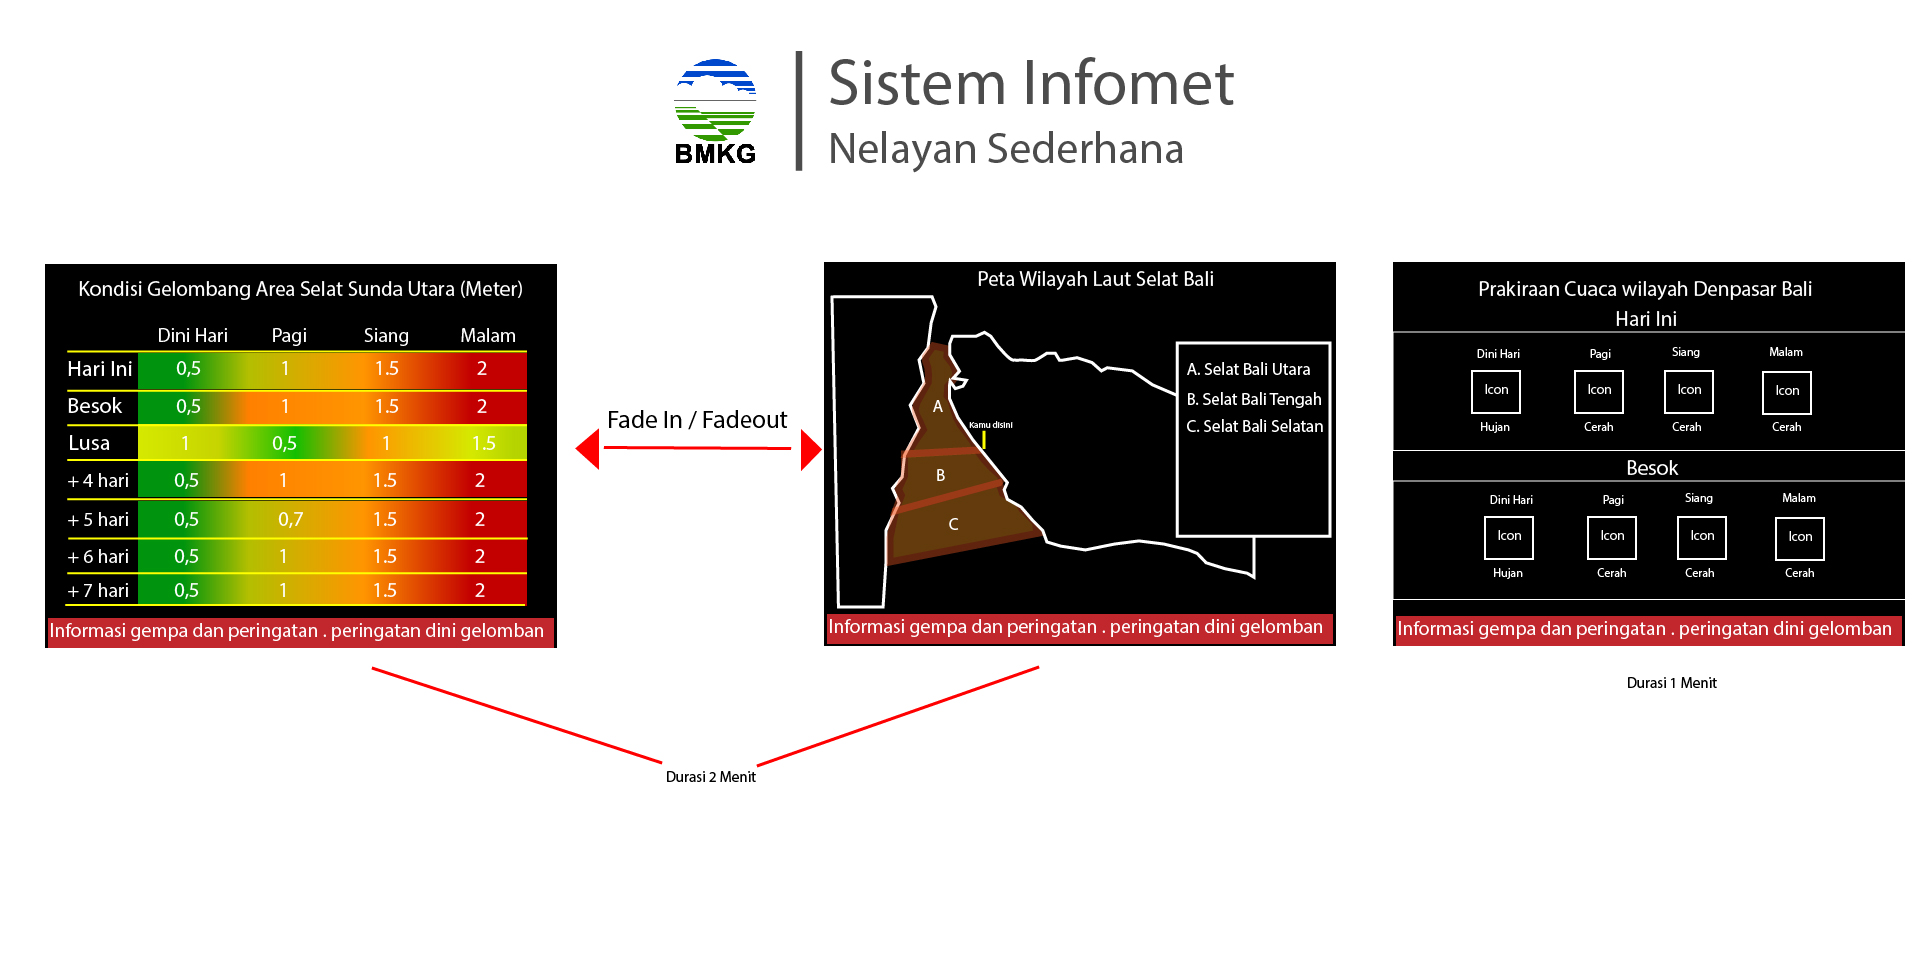 BMKG
Sistem Infomet
Nelayan Sederhana
Kondisi Gelombang Area Selat Sunda Utara (Meter)
Dini Hari Pagi Siang Malam
Hari Ini 0,5 1 1.5 2
Besok 0,5 1 1.5 2
Lusa 1 0,5 1 1.5
+ 4 hari 0,5 1 1.5 2
+ 5 hari 0,5 0,7 1.5 2
+ 6 hari 0,5 1 1.5 2
+ 7 hari 0,5 1 1.5 2
Informasi gempa dan peringatan . peringatan dini gelomban
Fade In / Fadeout
Peta Wilayah Laut Selat Bali
A
B
C
Kamu disini
A. Selat Bali Utara
B. Selat Bali Tengah
C. Selat Bali Selatan
Informasi gempa dan peringatan . peringatan dini gelomban
Durasi 2 Menit
Prakiraan Cuaca wilayah Denpasar Bali
Hari Ini
Dini Hari Pagi Siang Malam
Icon Icon Icon Icon
Hujan Cerah Cerah Cerah
Besok
Dini Hari Pagi Siang Malam
Icon Icon Icon Icon
Hujan Cerah Cerah Cerah
Informasi gempa dan peringatan . peringatan dini gelomban
Durasi 1 Menit